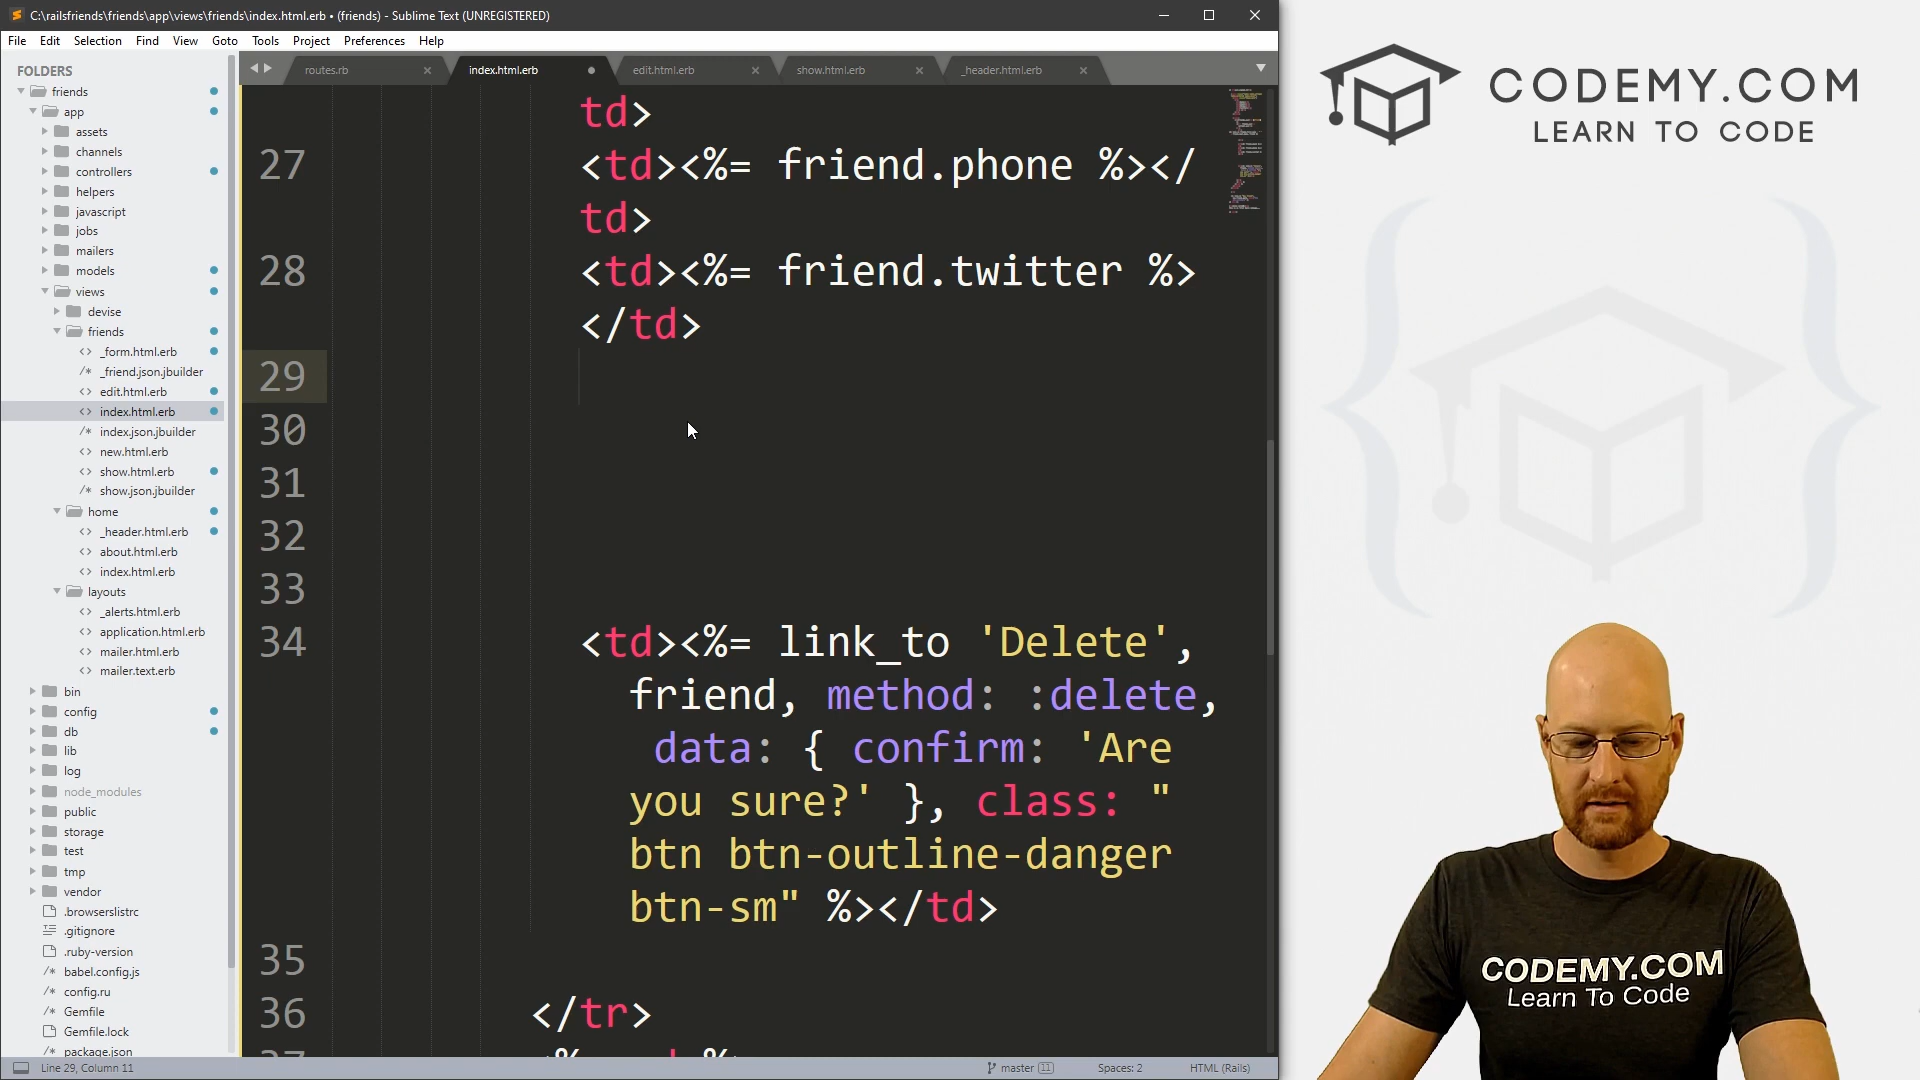 C:\railsfriends\friends\app\views\friends\index.html.erb • (friends) - Sublime Text (UNREGISTERED)
File Edit Selection Find View Goto Tools Project Preferences Help
FOLDERS
friends
app
assets
channels
controllers
helpers
javascript
jobs
mailers
models
views
devise
friends
_form.html.erb
_friend.json.jbuilder
edit.html.erb
index.html.erb
index.json.jbuilder
new.html.erb
show.html.erb
show.json.jbuilder
home
_header.html.erb
about.html.erb
index.html.erb
layouts
_alerts.html.erb
application.html.erb
mailer.html.erb
mailer.text.erb
bin
config
db
lib
log
node_modules
public
storage
test
tmp
vendor
.browserslistrc
.gitignore
.ruby-version
babel.config.js
config.ru
Gemfile
Gemfile.lock
package.json
routes.rb index.html.erb edit.html.erb show.html.erb _header.html.erb
td>
27 <td><%= friend.phone %></
td>
28 <td><%= friend.twitter %>
</td>
29
30
31
32
33
34 <td><%= link_to 'Delete',
friend, method: :delete,
data: { confirm: 'Are
you sure?' }, class: "
btn btn-outline-danger
btn-sm" %></td>
35
36 </tr>
Line 29, Column 11 master 11 Spaces: 2 HTML (Rails)
CODEMY.COM
LEARN TO CODE
CODEMY.COM
Learn To Code